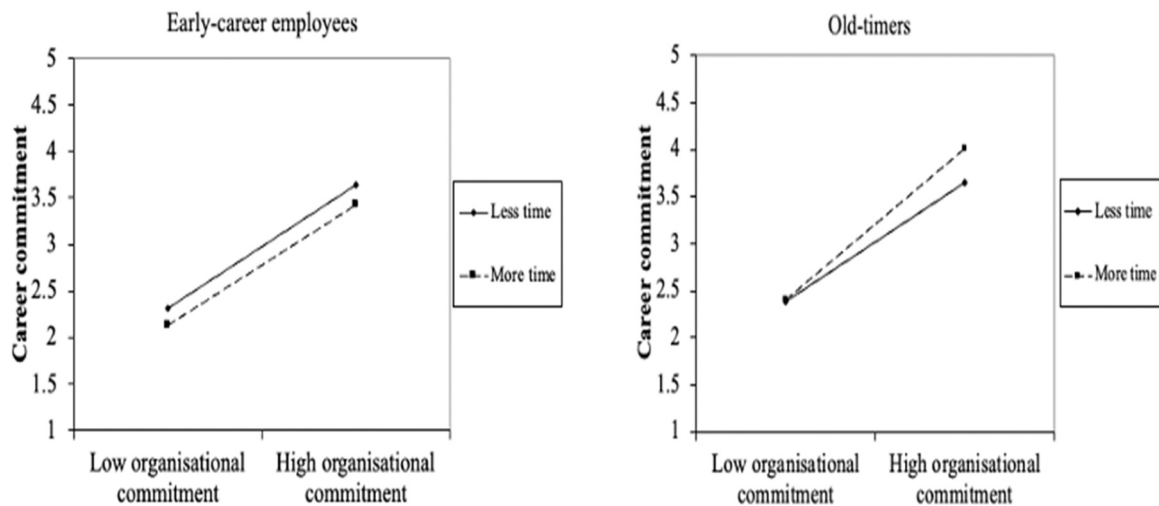 Early-career employees
5
4.5
4
3.5
3
2.5
2
1.5
1
Career commitment
Low organisational
commitment
High organisational
commitment
Less time
More time
Old-timers
5
4.5
4
3.5
3
2.5
2
1.5
1
Career commitment
Low organisational
commitment
High organisational
commitment
Less time
More time